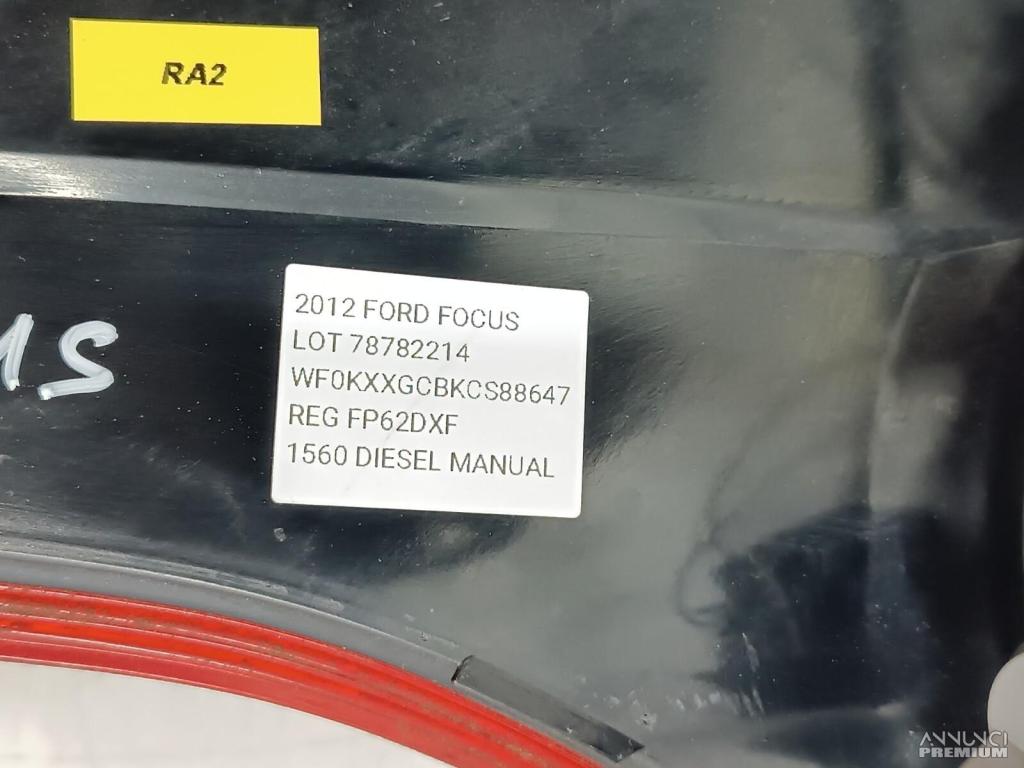 RA2
2012 FORD FOCUS
LOT 78782214
WF0KXXGCBKCS88647
REG FP62DXF
1560 DIESEL MANUAL
ANNUNCI
PREMIUM